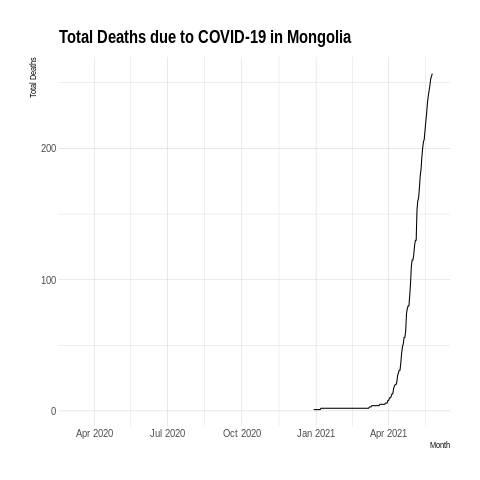 Total Deaths due to COVID-19 in Mongolia
Total Deaths
200
100
0
Apr 2020 Jul 2020 Oct 2020 Jan 2021 Apr 2021
Month